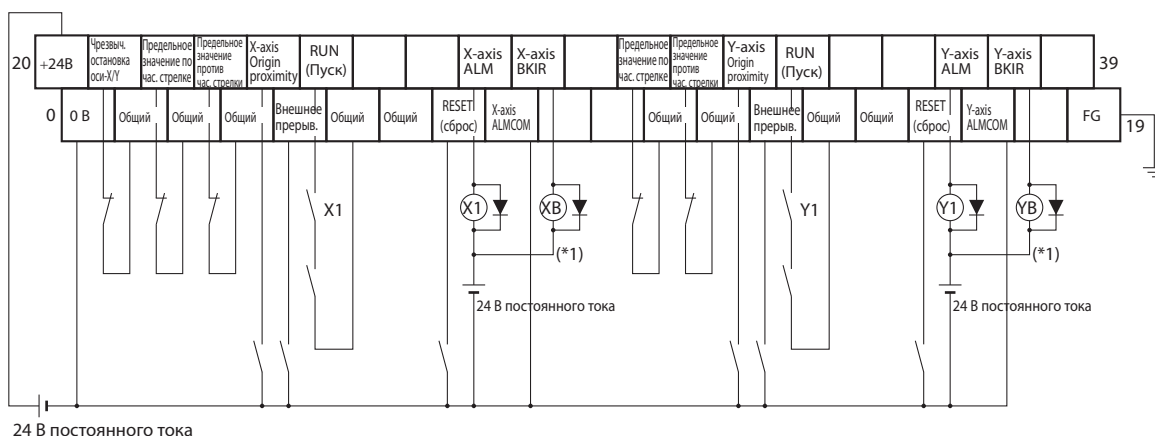 20
+24В
Чрезвыч.
остановка
оси-X/Y
Предельное
значение по
час. стрелке
Предельное
значение
против
час. стрелки
X-axis
Origin
proximity
RUN
(Пуск)
X-axis
ALM
X-axis
BKIR
Предельное
значение по
час. стрелке
Предельное
значение
против
час. стрелки
Y-axis
Origin
proximity
RUN
(Пуск)
Y-axis
ALM
Y-axis
BKIR
39
0
0 В
Общий
Общий
Общий
Внешнее
прерыв.
Общий
Общий
RESET
(сброс)
X-axis
ALMCOM
Общий
Общий
Внешнее
прерыв.
Общий
Общий
RESET
(сброс)
Y-axis
ALMCOM
FG
19
X1
X1
XB
Y1
Y1
YB
(*1)
(*1)
24 В постоянного тока
24 В постоянного тока
24 В постоянного тока